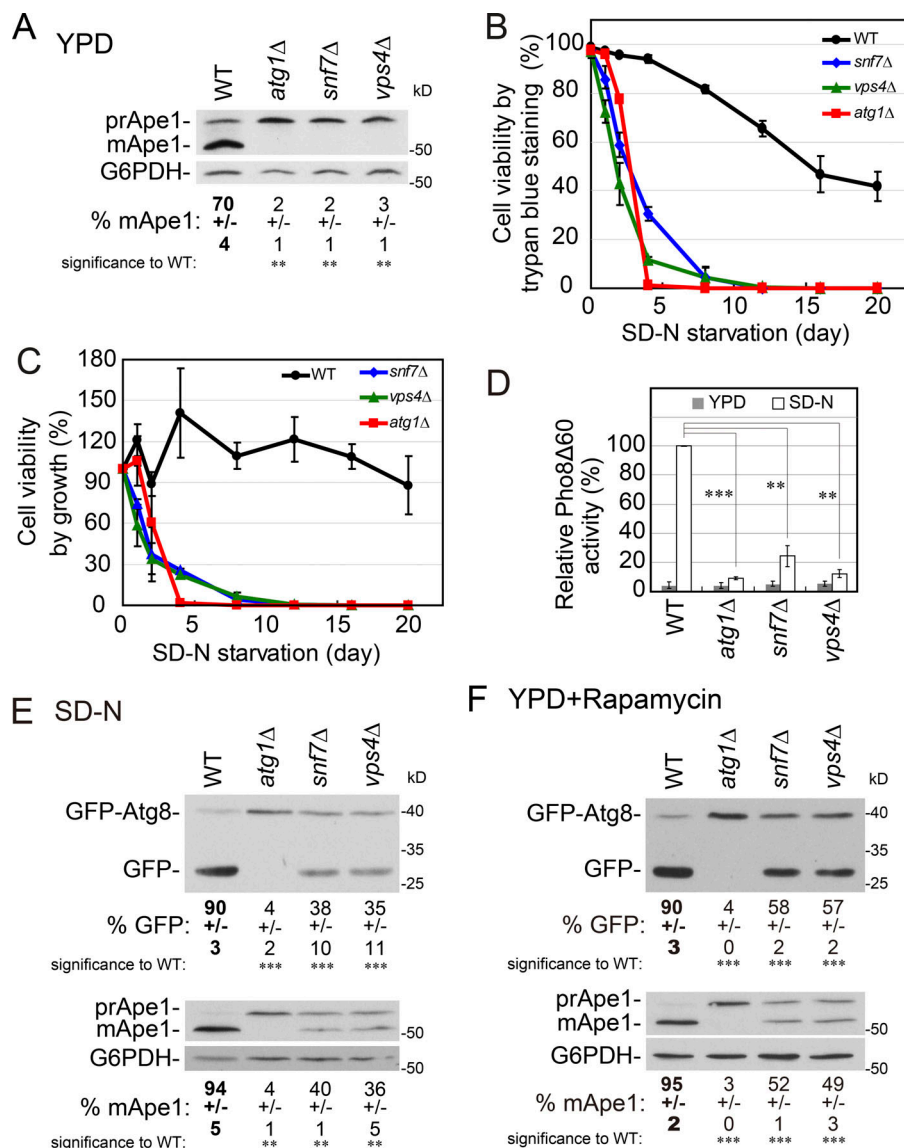 A YPD
WT atg1Δ snf7Δ vps4Δ kD
prApe1-
mApe1-
-50
G6PDH-
-50
70 2 2 3
% mApe1: +/- +/- +/- +/-
4 1 1 1
significance to WT: ** ** **
B
Cell viability by
trypan blue staining (%)
100
80
60
40
20
0
WT
snf7Δ
vps4Δ
atg1Δ
0 5 10 15 20
SD-N starvation (day)
C
Cell viability
by growth (%)
180
150
120
90
60
30
0
WT
snf7Δ
vps4Δ
atg1Δ
0 5 10 15 20
SD-N starvation (day)
D
YPD SD-N
Relative Pho8Δ60
activity (%)
100
80
60
40
20
0
*** ** **
WT atg1Δ snf7Δ vps4Δ
E SD-N
WT atg1Δ snf7Δ vps4Δ kD
GFP-Atg8-
-40
-35
GFP-
-25
90 4 38 35
% GFP: +/- +/- +/- +/-
3 2 10 11
significance to WT: *** *** ***
prApe1-
mApe1-
-50
G6PDH-
-50
94 4 40 36
% mApe1: +/- +/- +/- +/-
5 1 1 5
significance to WT: ** ** **
F YPD+Rapamycin
WT atg1Δ snf7Δ vps4Δ kD
GFP-Atg8-
-40
-35
GFP-
-25
90 4 58 57
% GFP: +/- +/- +/- +/-
3 0 2 2
significance to WT: *** *** ***
prApe1-
mApe1-
-50
G6PDH-
-50
95 3 52 49
% mApe1: +/- +/- +/- +/-
2 0 1 3
significance to WT: *** *** ***